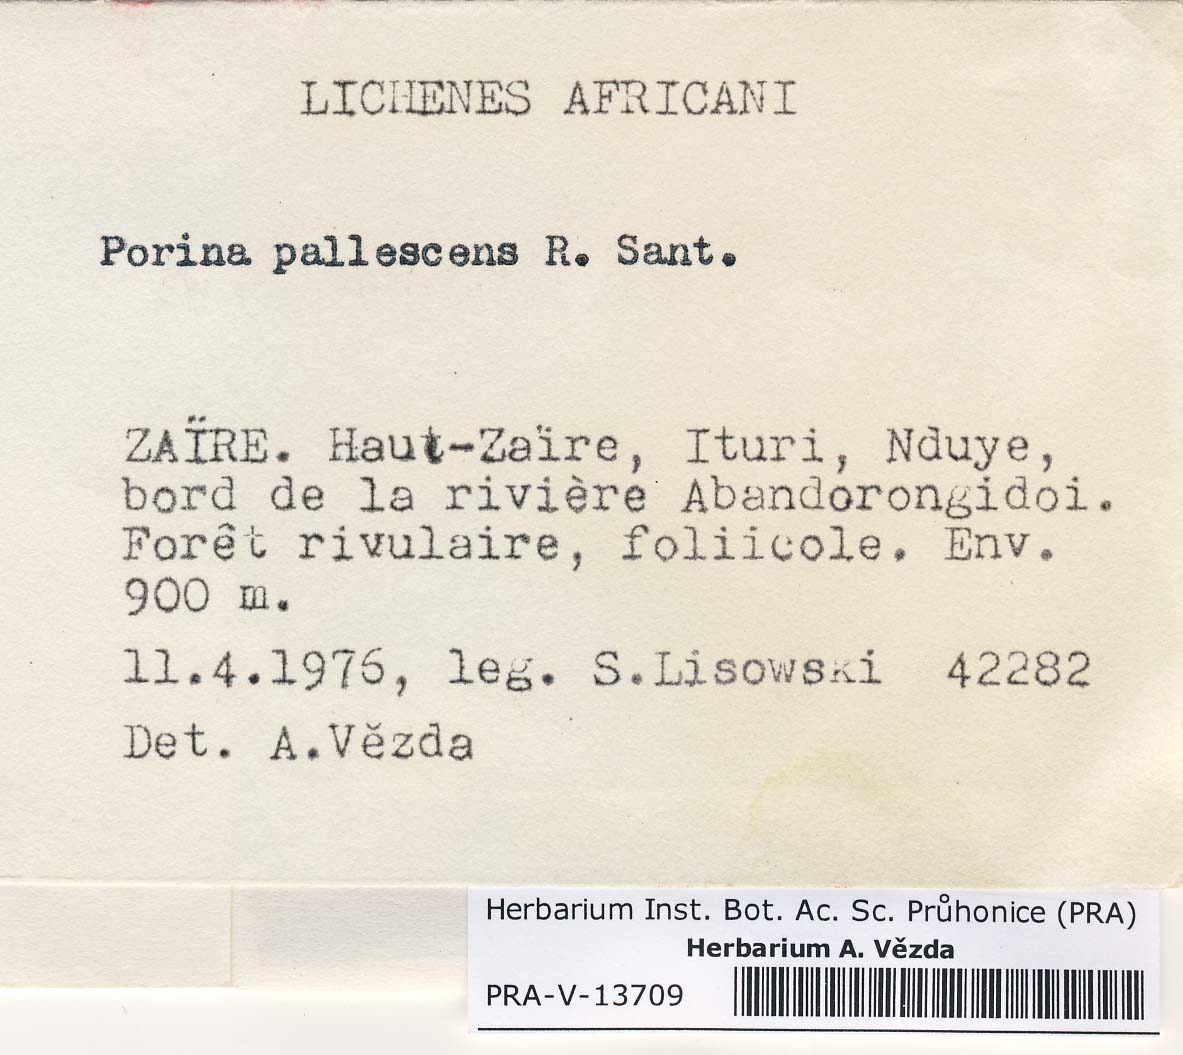 LICHENES AFRICANI
Porina pallescens R. Sant.
ZAÏRE. Haut-Zaïre, Ituri, Nduye,
bord de la rivière Abandorongidoi.
Forêt rivulaire, foliicole. Env.
900 m.
11.4.1976, leg. S.Lisowski 42282
Det. A.Vězda
Herbarium Inst. Bot. Ac. Sc. Průhonice (PRA)
Herbarium A. Vězda
PRA-V-13709